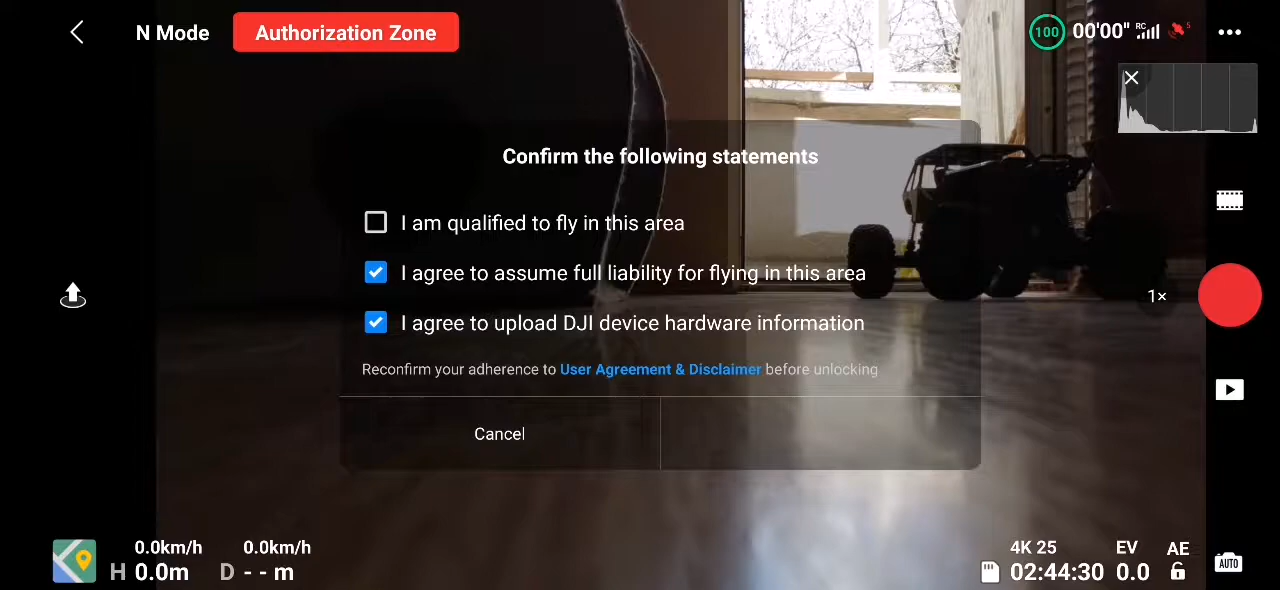 N Mode
Authorization Zone
100
00'00"
RC
5
Confirm the following statements
I am qualified to fly in this area
I agree to assume full liability for flying in this area
I agree to upload DJI device hardware information
Reconfirm your adherence to User Agreement & Disclaimer before unlocking
Cancel
1×
0.0km/h
0.0km/h
H 0.0m
D - - m
4K 25
EV
AE
02:44:30
0.0
AUTO